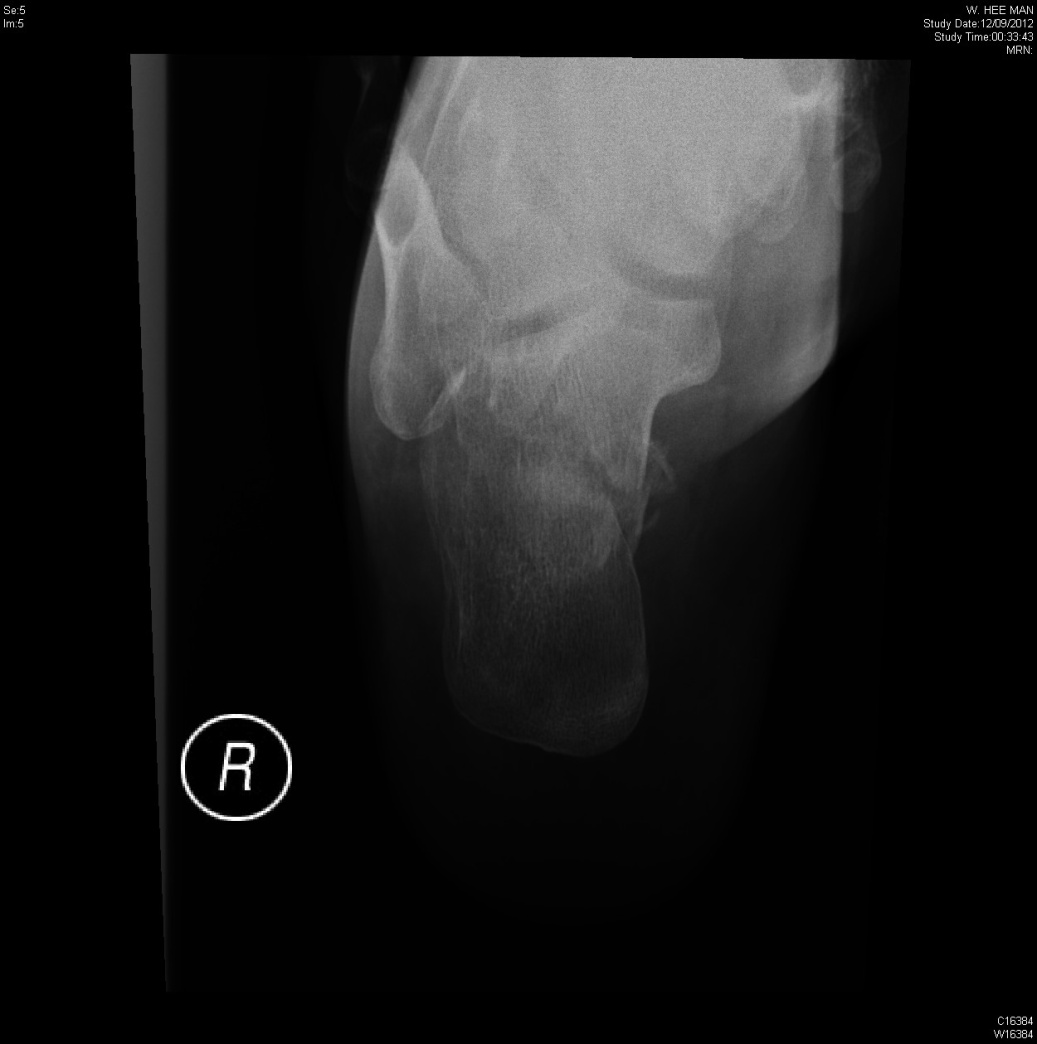 Se:5
Im:5
W. HEE MAN
Study Date:12/09/2012
Study Time:00:33:43
MRN:
R
C16384
W16384